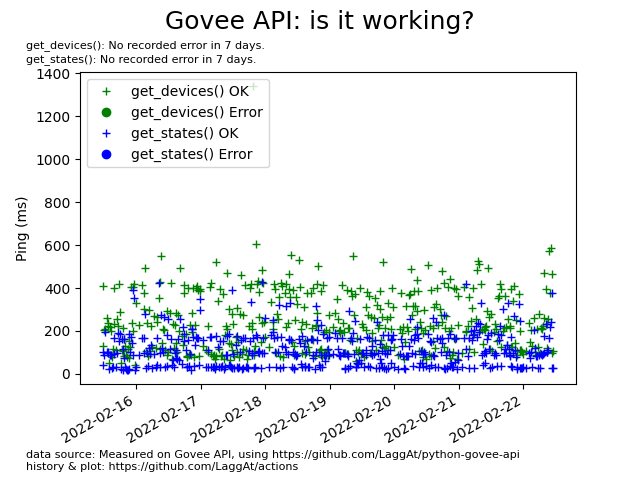 Govee API: is it working?
get_devices(): No recorded error in 7 days.
get_states(): No recorded error in 7 days.
1400
1200
1000
800
600
400
200
0
Ping (ms)
get_devices() OK
get_devices() Error
get_states() OK
get_states() Error
2022-02-16
2022-02-17
2022-02-18
2022-02-19
2022-02-20
2022-02-21
2022-02-22
data source: Measured on Govee API, using https://github.com/LaggAt/python-govee-api
history & plot: https://github.com/LaggAt/actions